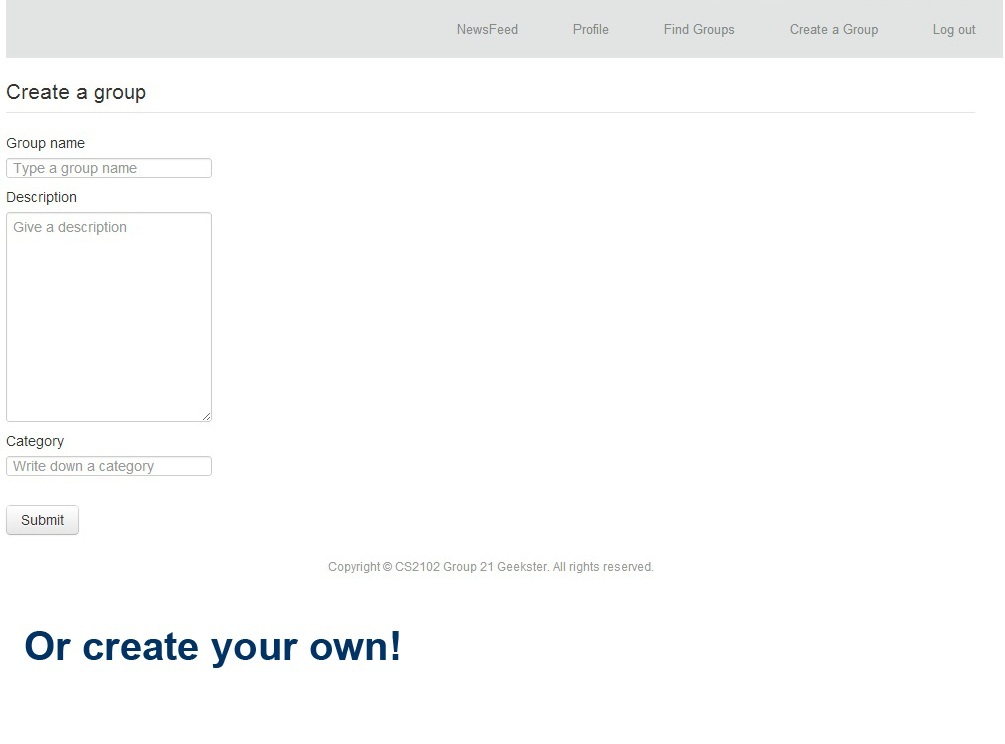 NewsFeed Profile Find Groups Create a Group Log out
Create a group
Group name
Type a group name
Description
Give a description
Category
Write down a category
Submit
Copyright © CS2102 Group 21 Geekster. All rights reserved.
Or create your own!